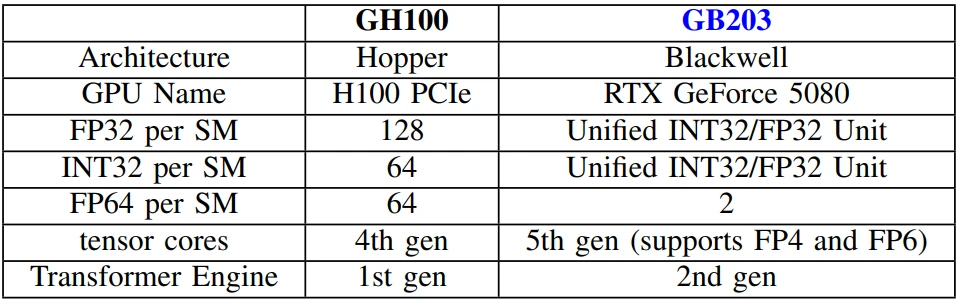 GH100 GB203
Architecture Hopper Blackwell
GPU Name H100 PCIe RTX GeForce 5080
FP32 per SM 128 Unified INT32/FP32 Unit
INT32 per SM 64 Unified INT32/FP32 Unit
FP64 per SM 64 2
tensor cores 4th gen 5th gen (supports FP4 and FP6)
Transformer Engine 1st gen 2nd gen